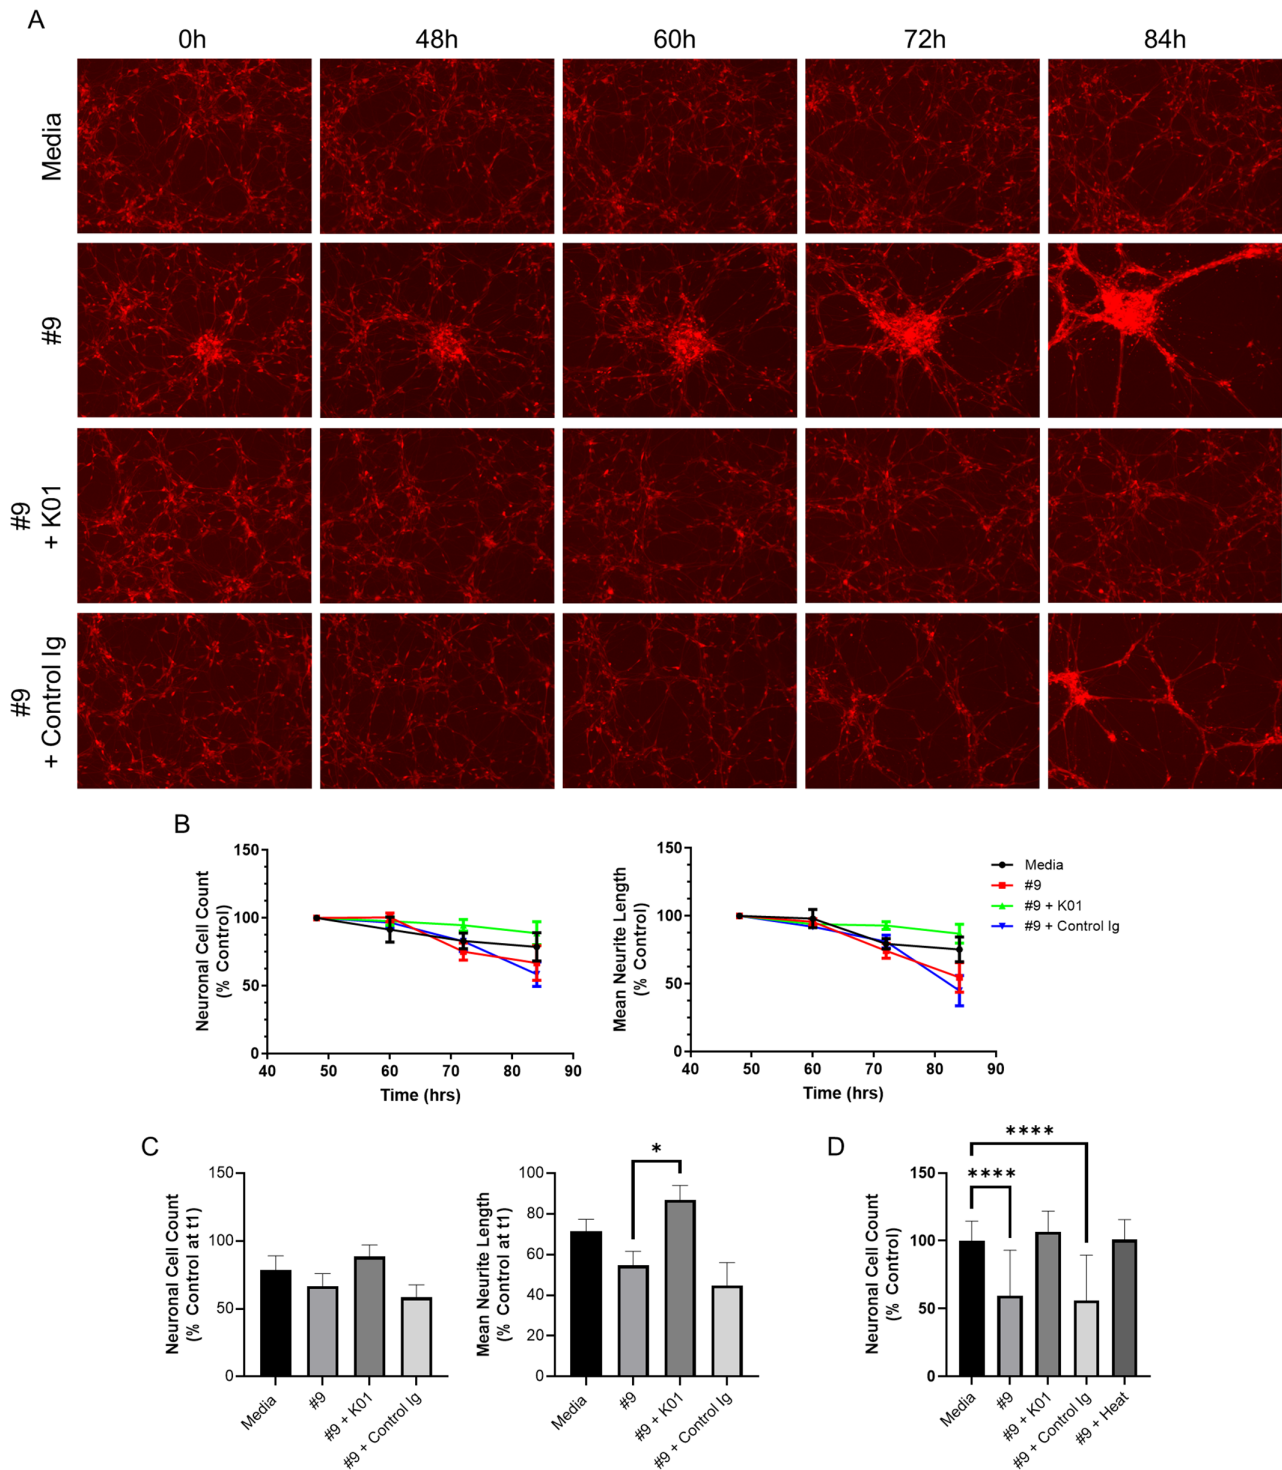 A
0h 48h 60h 72h 84h
Media
#9
#9
+ K01
#9
+ Control Ig
B
Neuronal Cell Count
(% Control)
150
100
50
0
40 50 60 70 80 90
Time (hrs)
Mean Neurite Length
(% Control)
150
100
50
0
40 50 60 70 80 90
Time (hrs)
Media
#9
#9 + K01
#9 + Control Ig
C
Neuronal Cell Count
(% Control at t1)
150
100
50
0
Media
#9
#9 + K01
#9 + Control Ig
Mean Neurite Length
(% Control at t1)
100
80
60
40
20
0
*
Media
#9
#9 + K01
#9 + Control Ig
D
Neuronal Cell Count
(% Control)
150
100
50
0
****
****
Media
#9
#9 + K01
#9 + Control Ig
#9 + Heat